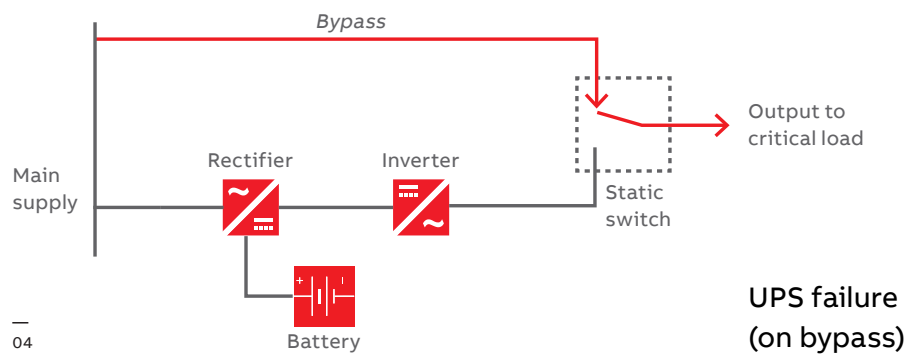 Bypass
Output to
critical load
Rectifier
Inverter
Main
supply
Static
switch
+
Battery
UPS failure
(on bypass)
—
04